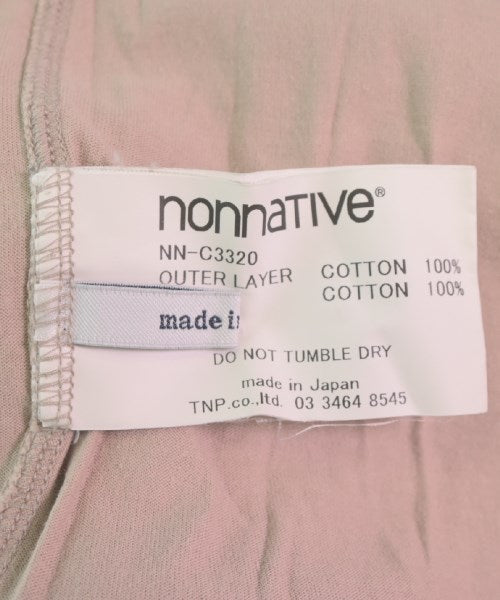 nonnative®
NN-C3320
OUTER LAYER COTTON 100%
COTTON 100%
made in
DO NOT TUMBLE DRY
made in Japan
TNP.co.,ltd. 03 3464 8545